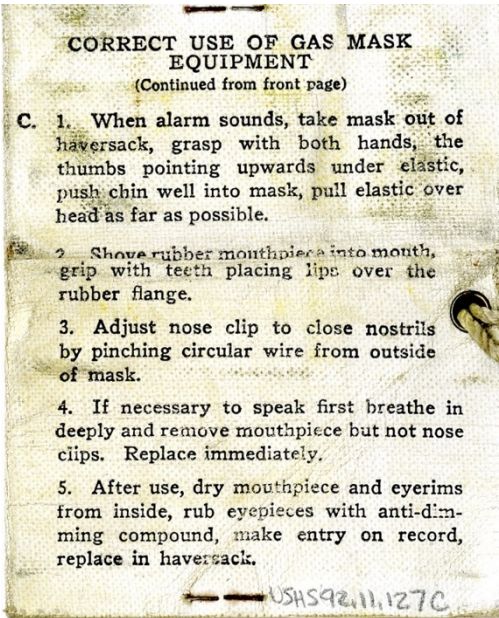 CORRECT USE OF GAS MASK
EQUIPMENT
(Continued from front page)
C. 1. When alarm sounds, take mask out of
haversack, grasp with both hands, the
thumbs pointing upwards under elastic,
push chin well into mask, pull elastic over
head as far as possible.
2. Shove rubber mouthpiece into mouth,
grip with teeth placing lips over the
rubber flange.
3. Adjust nose clip to close nostrils
by pinching circular wire from outside
of mask.
4. If necessary to speak first breathe in
deeply and remove mouthpiece but not nose
clips. Replace immediately.
5. After use, dry mouthpiece and eyerims
from inside, rub eyepieces with anti-dim-
ming compound, make entry on record,
replace in haversack.
USHS92.11.127C